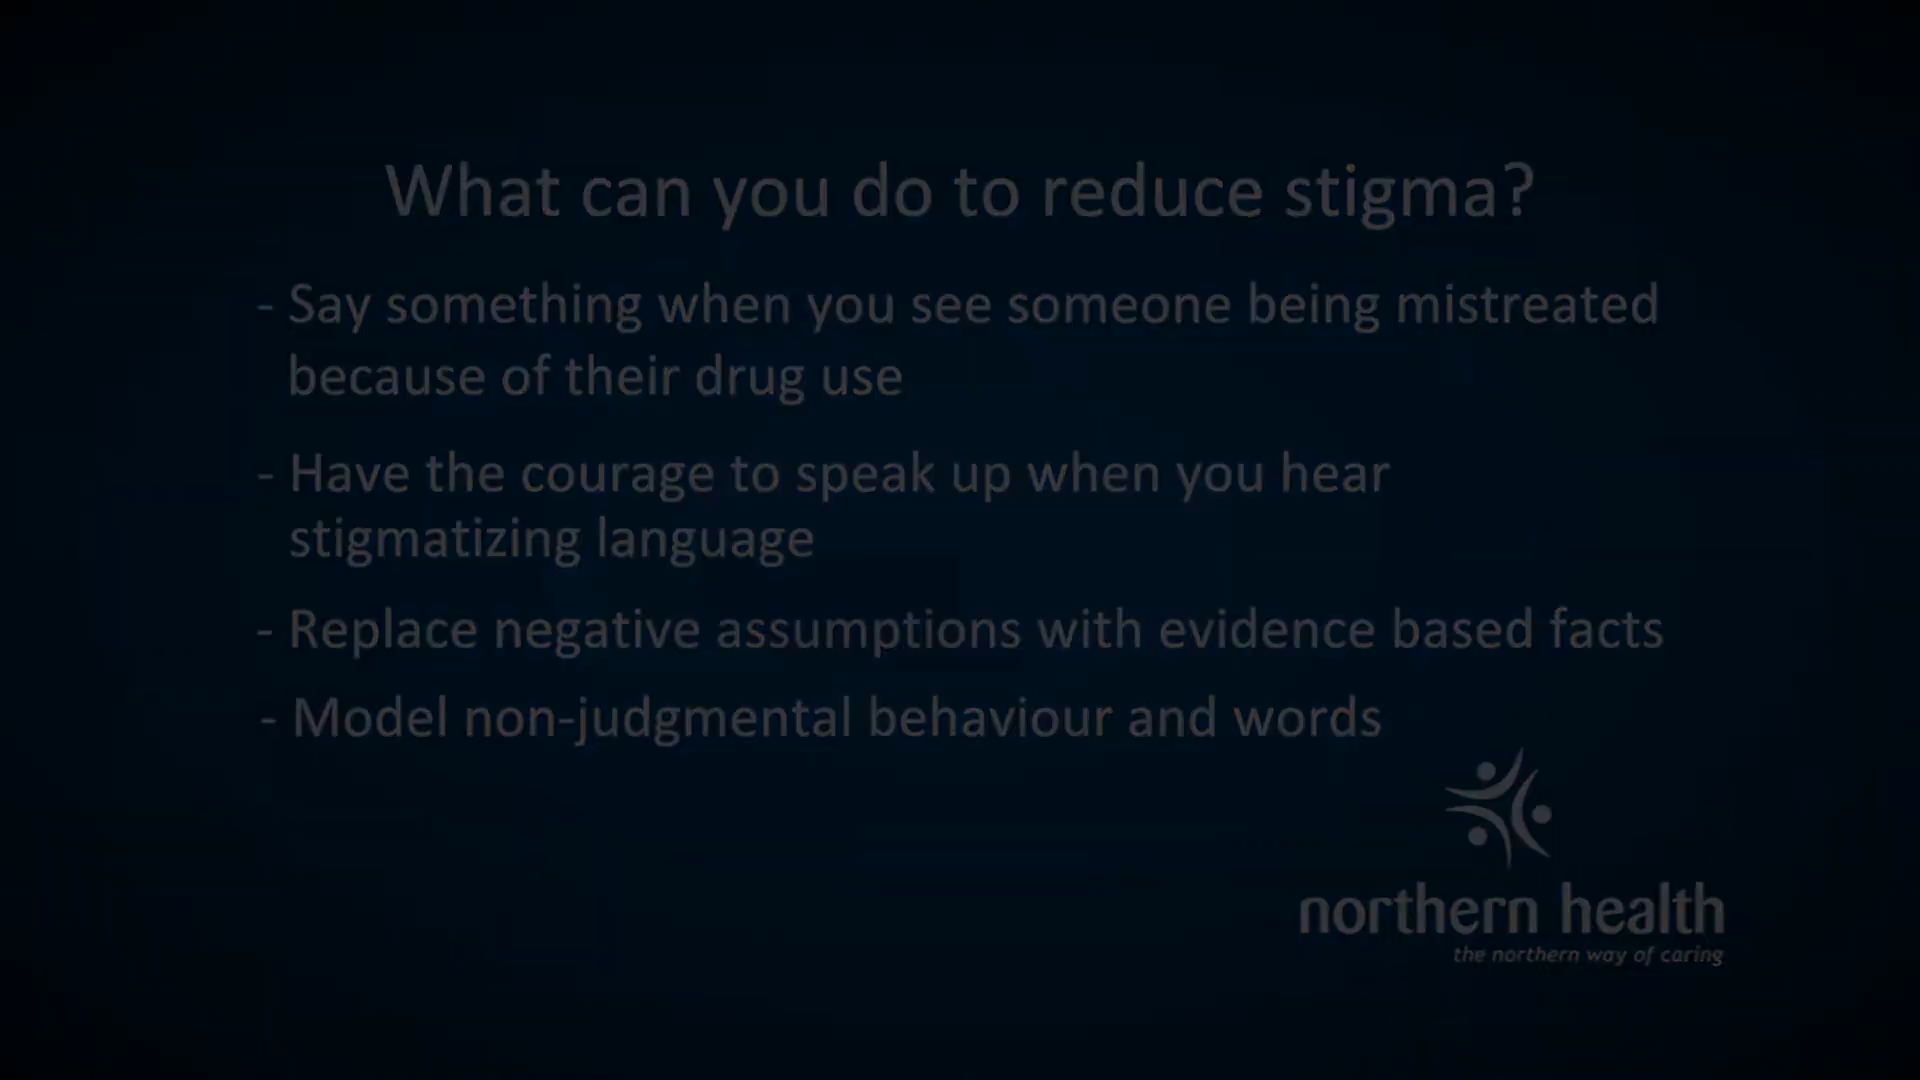 What can you do to reduce stigma?
- Say something when you see someone being mistreated
because of their drug use
- Have the courage to speak up when you hear
stigmatizing language
- Replace negative assumptions with evidence based facts
- Model non-judgmental behaviour and words
northern health
the northern way of caring